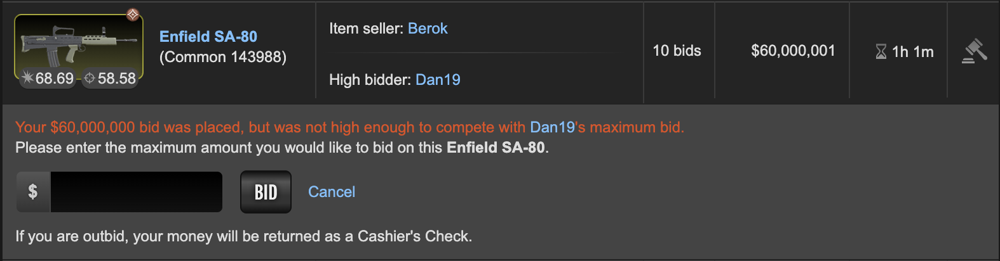 Enfield SA-80
(Common 143988)
68.69 58.58
Item seller: Berok
High bidder: Dan19
10 bids
$60,000,001
1h 1m
Your $60,000,000 bid was placed, but was not high enough to compete with Dan19's maximum bid.
Please enter the maximum amount you would like to bid on this Enfield SA-80.
$ BID Cancel
If you are outbid, your money will be returned as a Cashier's Check.